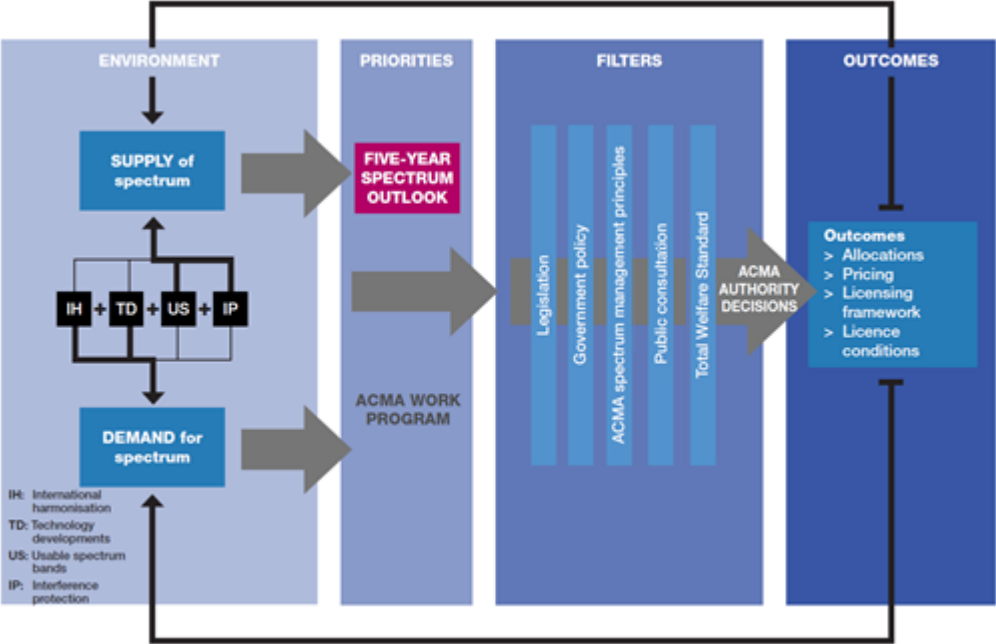 ENVIRONMENT
PRIORITIES
FILTERS
OUTCOMES
SUPPLY of
spectrum
IH + TD + US + IP
DEMAND for
spectrum
IH: International
harmonisation
TD: Technology
developments
US: Usable spectrum
bands
IP: Interference
protection
FIVE-YEAR
SPECTRUM
OUTLOOK
ACMA WORK
PROGRAM
Legislation
Government policy
ACMA spectrum management principles
Public consultation
Total Welfare Standard
ACMA
AUTHORITY
DECISIONS
Outcomes
> Allocations
> Pricing
> Licensing
framework
> Licence
conditions